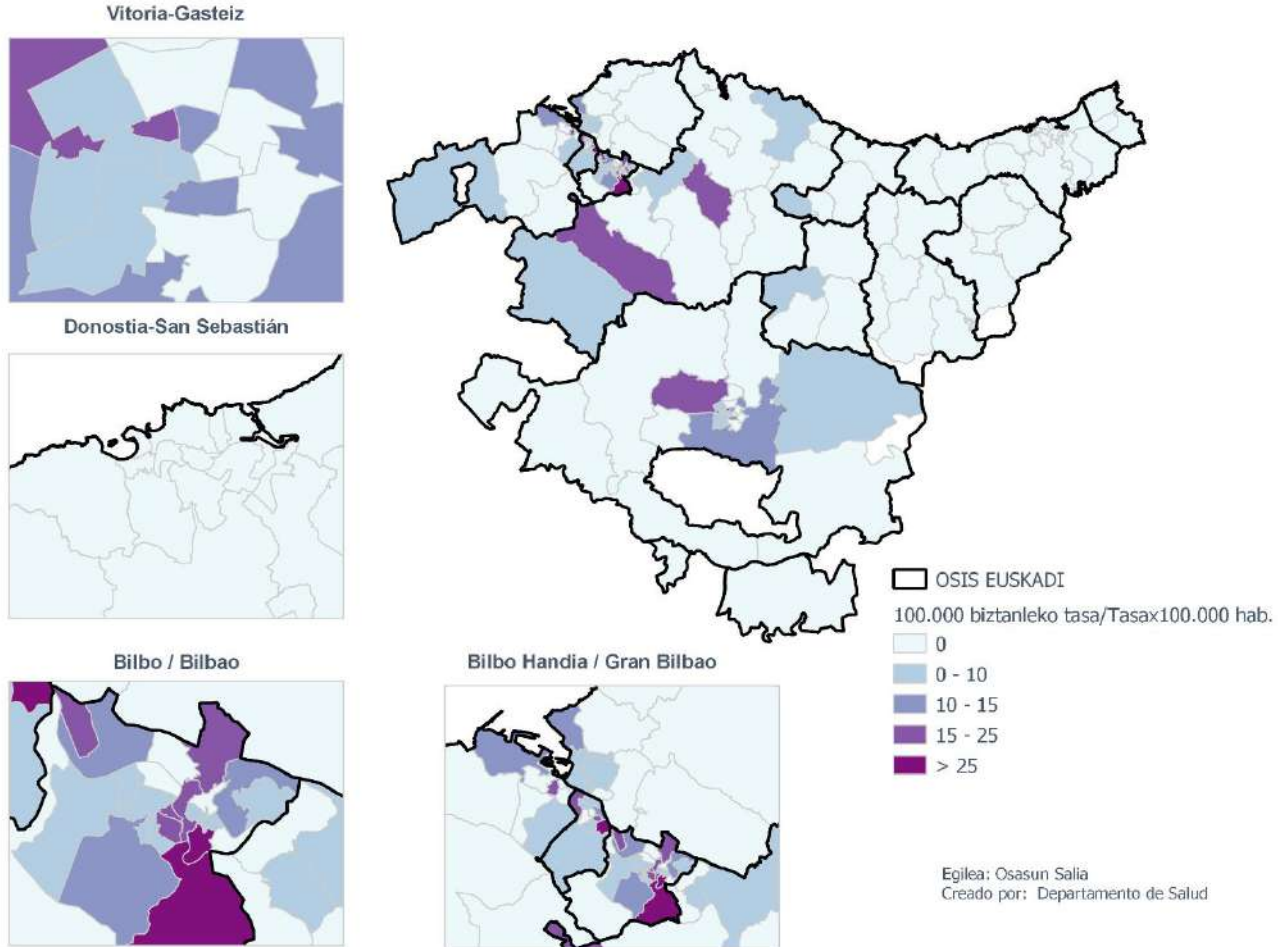 Vitoria-Gasteiz
Donostia-San Sebastián
Bilbo / Bilbao
Bilbo Handia / Gran Bilbao
OSIS EUSKADI
100.000 biztanleko tasa/Tasax100.000 hab.
0
0 - 10
10 - 15
15 - 25
> 25
Egilea: Osasun Salia
Creado por: Departamento de Salud